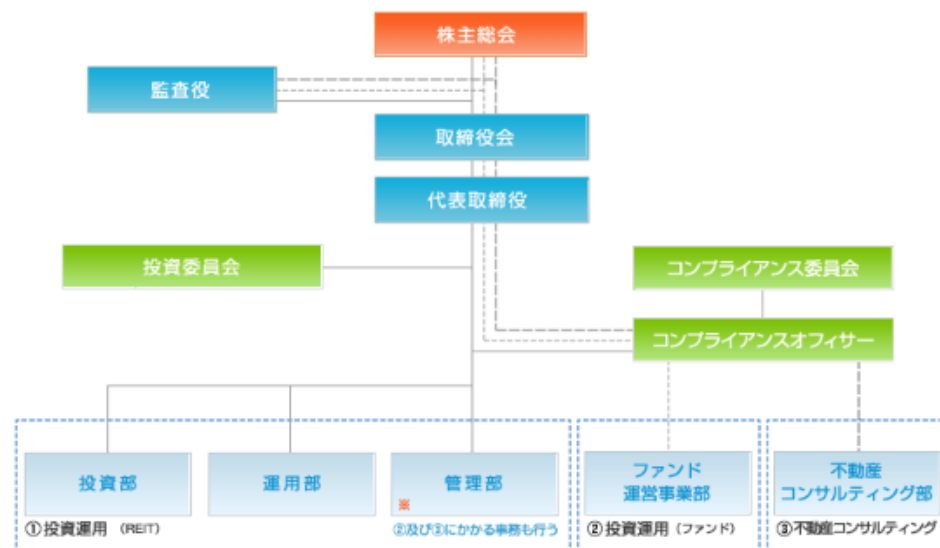 株主総会
監査役
取締役会
代表取締役
投資委員会
コンプライアンス委員会
コンプライアンスオフィサー
投資部
運用部
管理部
※
ファンド
運営事業部
不動産
コンサルティング部
①投資運用 (REIT)
②及び③にかかる事務も行う
②投資運用 (ファンド)
③不動産コンサルティング